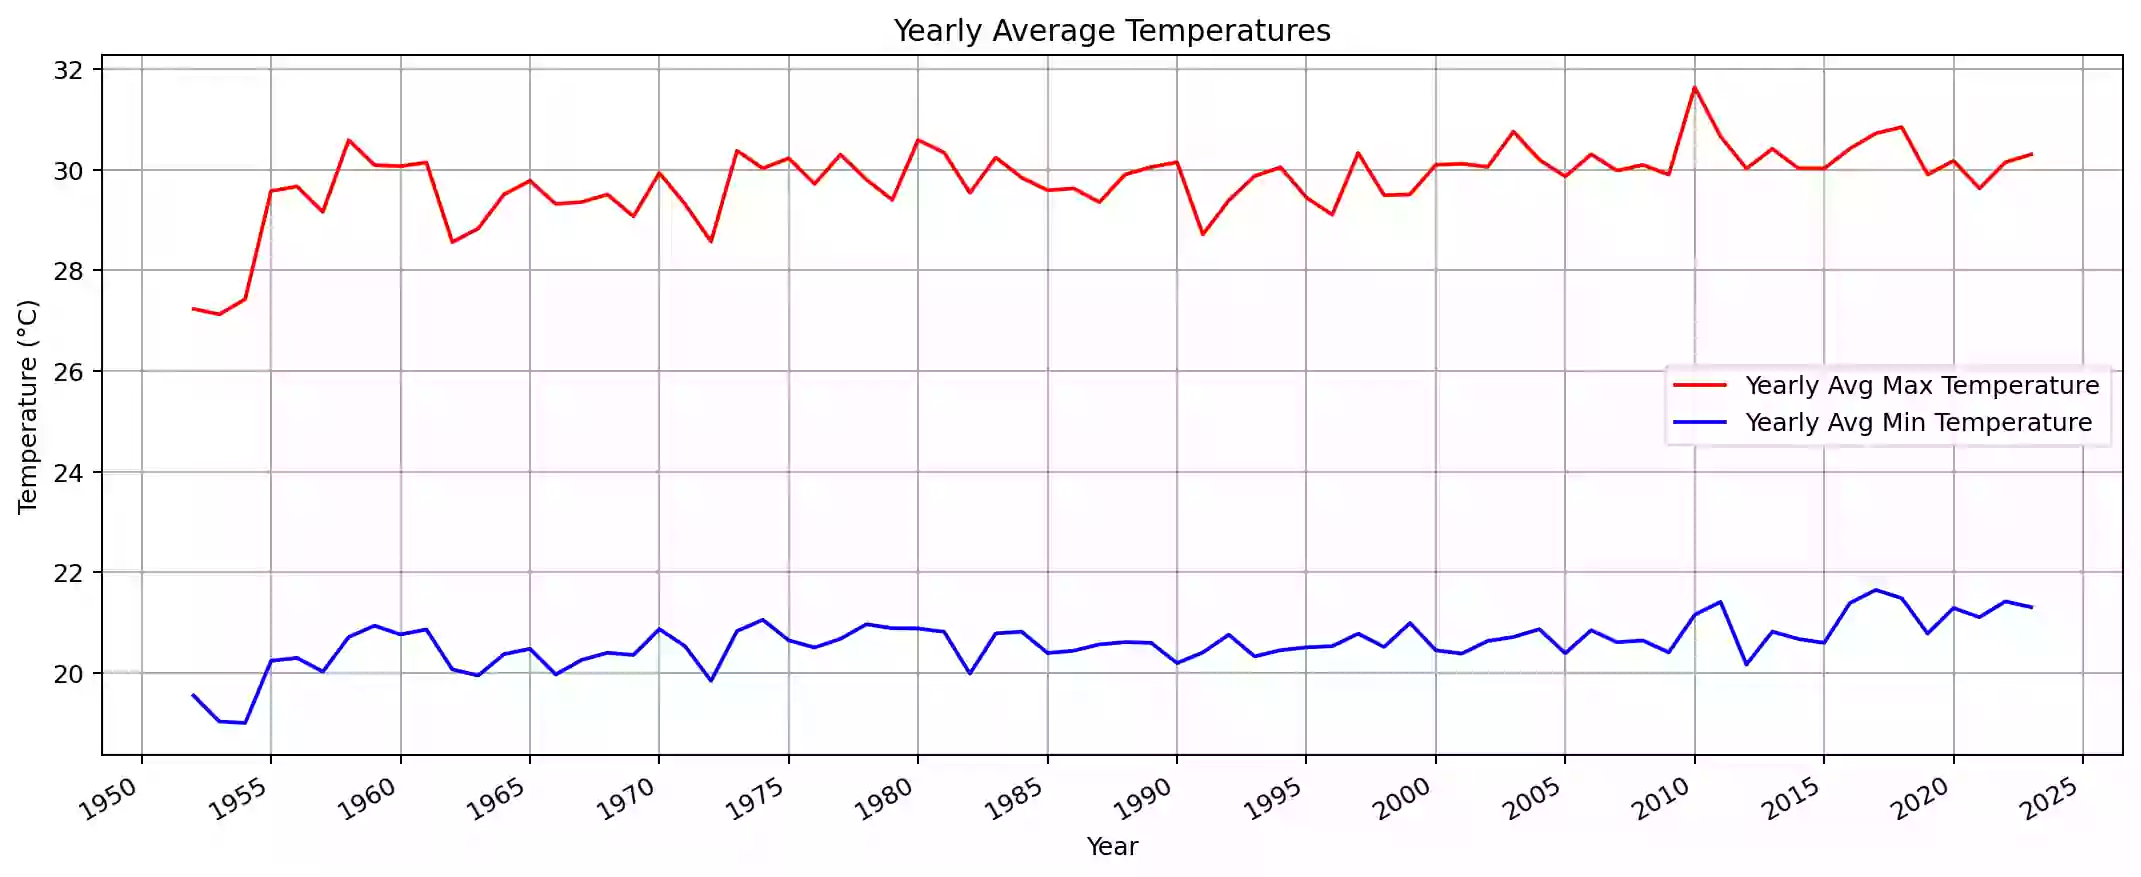 Yearly Average Temperatures
32
30
28
26
24
22
20
Temperature (°C)
Yearly Avg Max Temperature
Yearly Avg Min Temperature
1950 1955 1960 1965 1970 1975 1980 1985 1990 1995 2000 2005 2010 2015 2020 2025
Year